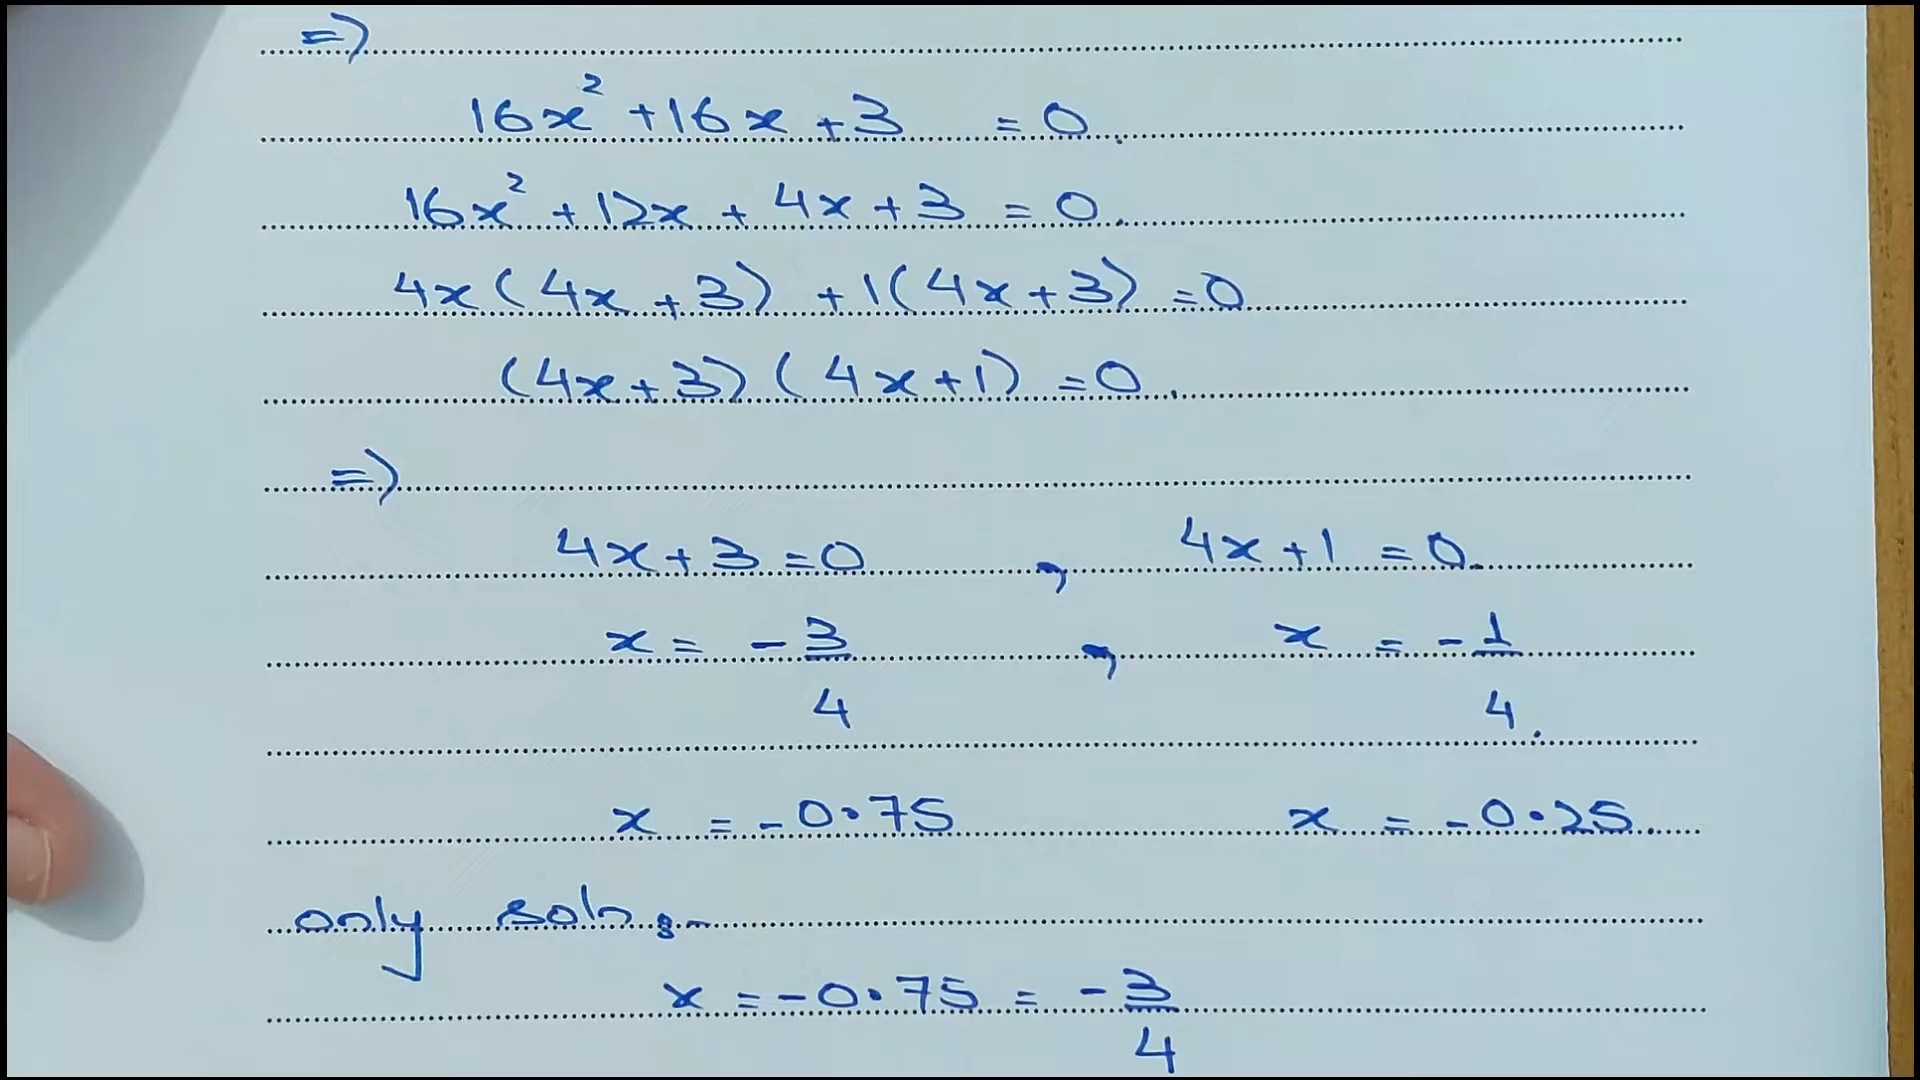 =>
16x² + 16x + 3 = 0.
16x² + 12x + 4x + 3 = 0.
4x (4x + 3) + 1(4x + 3) = 0
(4x + 3) (4x + 1) = 0.
=>
4x + 3 = 0 , 4x + 1 = 0.
x = - 3/4 , x = - 1/4.
x = - 0.75 x = - 0.25.
only soln :-
x = - 0.75 = - 3/4